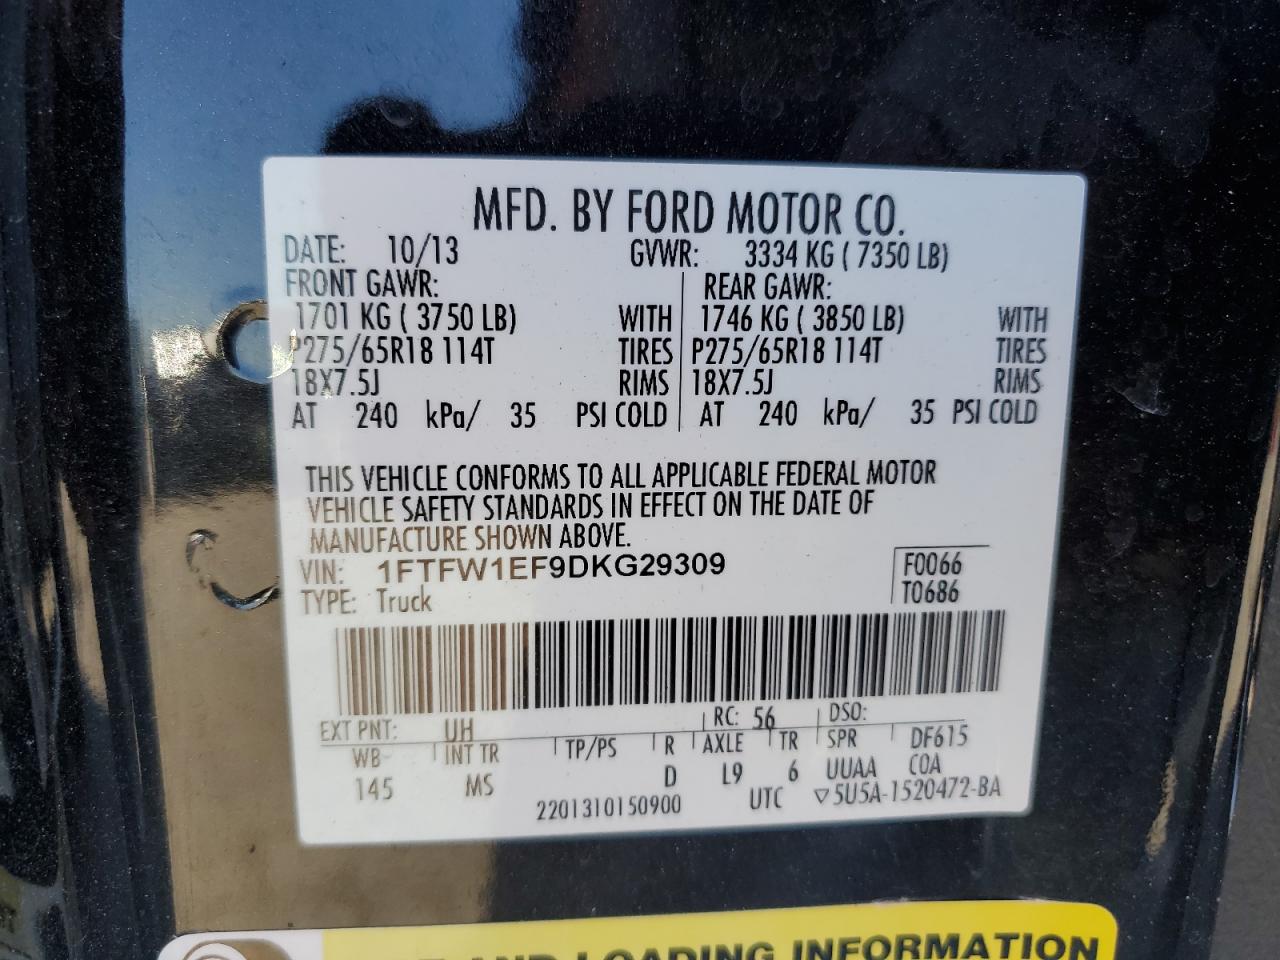 MFD. BY FORD MOTOR CO.
DATE: 10/13 GVWR: 3334 KG ( 7350 LB)
FRONT GAWR: REAR GAWR:
1701 KG ( 3750 LB) WITH 1746 KG ( 3850 LB) WITH
P275/65R18 114T TIRES P275/65R18 114T TIRES
18X7.5J RIMS 18X7.5J RIMS
AT 240 kPa/ 35 PSI COLD AT 240 kPa/ 35 PSI COLD
THIS VEHICLE CONFORMS TO ALL APPLICABLE FEDERAL MOTOR
VEHICLE SAFETY STANDARDS IN EFFECT ON THE DATE OF
MANUFACTURE SHOWN ABOVE.
VIN: 1FTFW1EF9DKG29309 F0066
TYPE: Truck T0686
EXT PNT: UH RC: 56 DSO:
WB INT TR TP/PS R AXLE TR SPR DF615
145 MS D L9 6 UUAA COA
2201310150900 UTC ▽5U5A-1520472-BA
AND LOADING INFORMATION